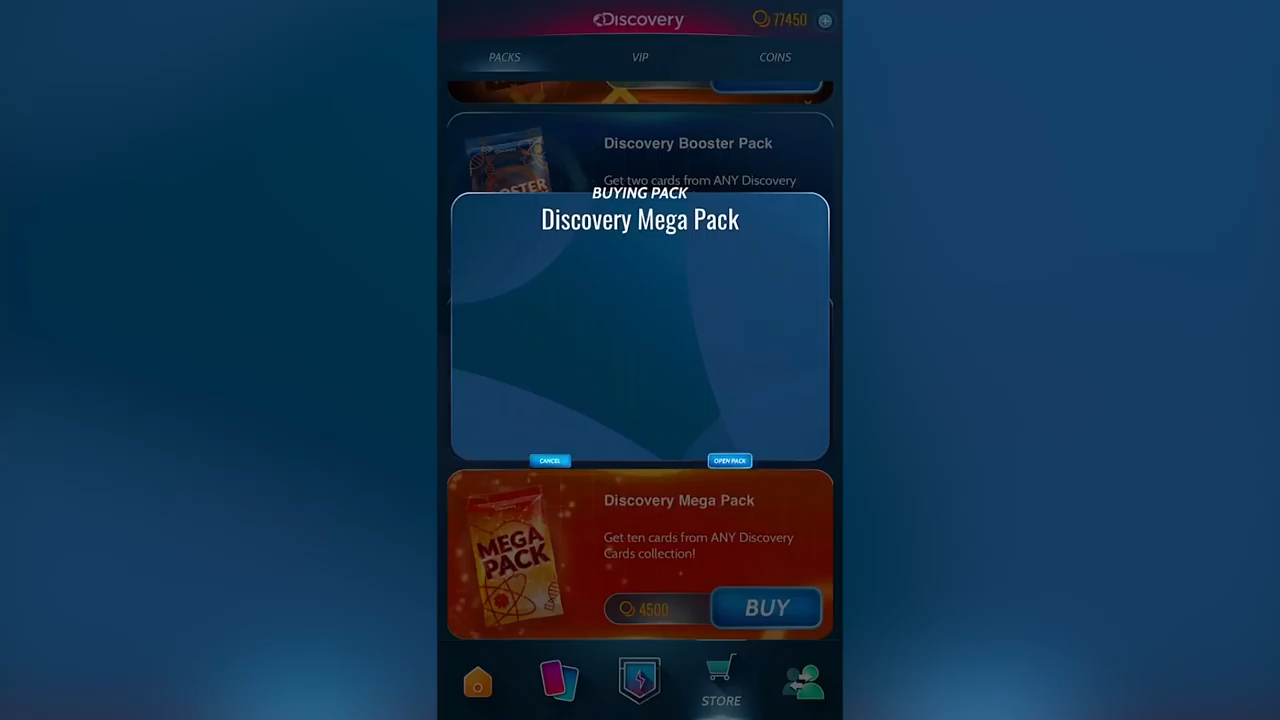 Discovery
77450
PACKS
VIP
COINS
Discovery Booster Pack
Get two cards from ANY Discovery
BUYING PACK
Discovery Mega Pack
CANCEL
OPEN PACK
Discovery Mega Pack
Get ten cards from ANY Discovery
Cards collection!
MEGA
PACK
4500
BUY
STORE